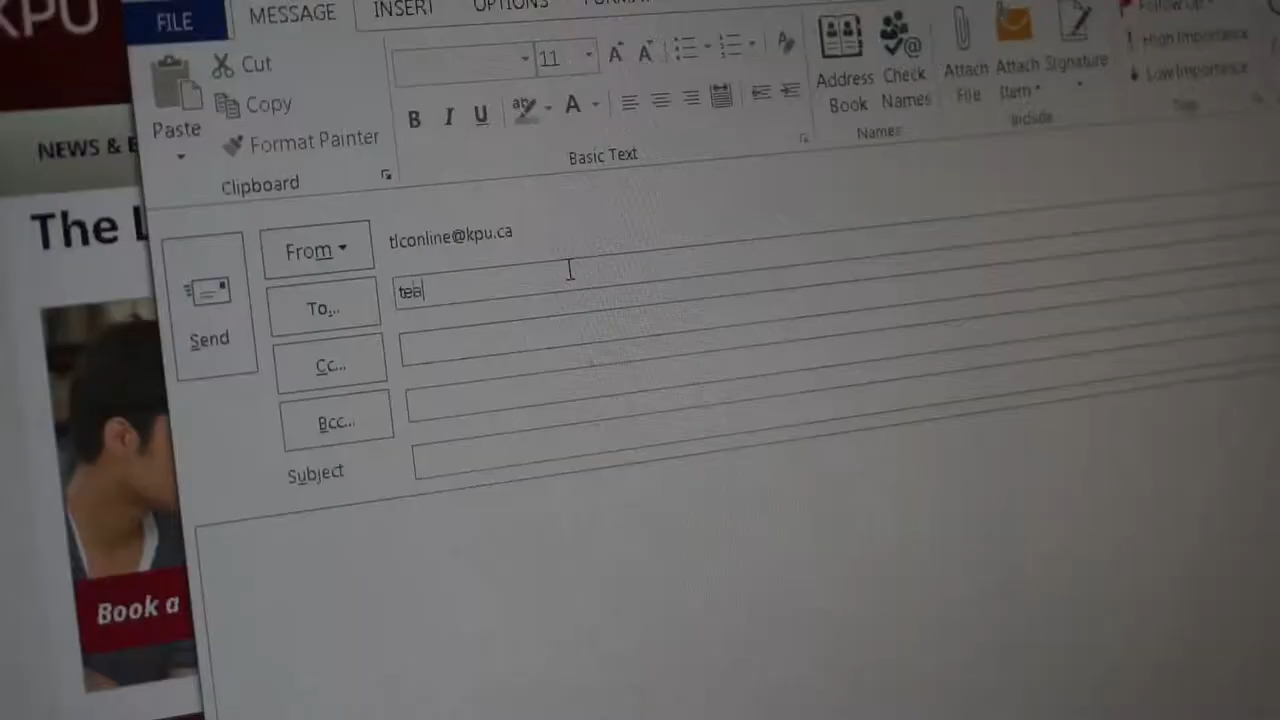 KPU
FILE
MESSAGE
INSERT
OPTIONS
Paste
Cut
Copy
Format Painter
Clipboard
11
B I U
A
Basic Text
Address Book
Check Names
Names
Attach File
Attach Item
Signature
Include
Follow Up
High Importance
Low Importance
NEWS &
The
Send
From
tlconline@kpu.ca
To...
tea
Cc...
Bcc...
Subject
Book a